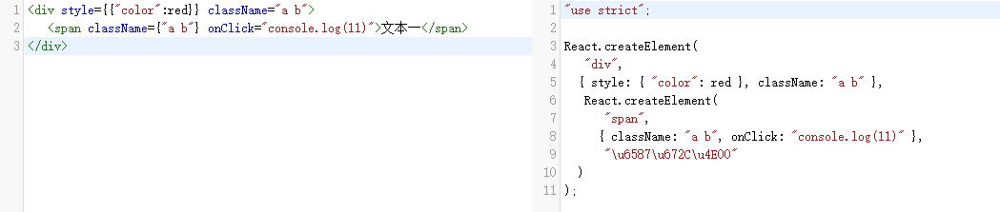 1 <div style={{"color":red}} className="a b">
2 <span className={"a b"} onClick="console.log(11)">文本一</span>
3 </div>
1 "use strict";
2
3 React.createElement(
4 "div",
5 { style: { "color": red }, className: "a b" },
6 React.createElement(
7 "span",
8 { className: "a b", onClick: "console.log(11)" },
9 "\u6587\u672C\u4E00"
10 )
11 );